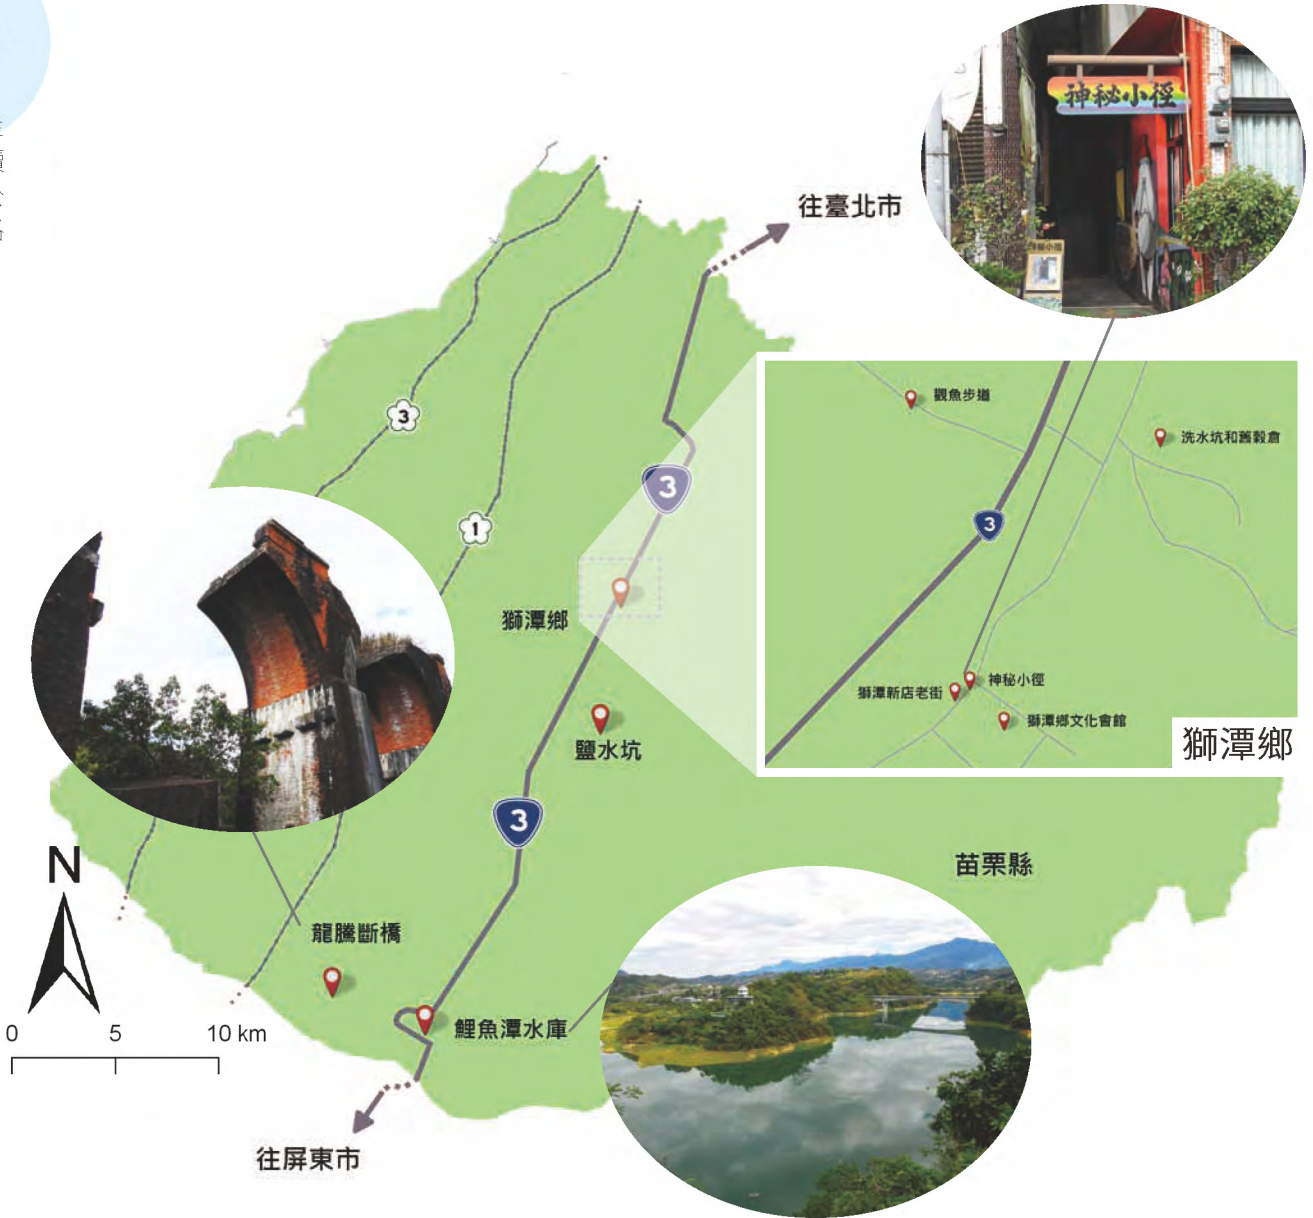 神秘小徑
往臺北市
觀魚步道
洗水坑和舊穀倉
3
3
3
1
獅潭鄉
神秘小徑
獅潭新店老街
獅潭鄉文化會館
獅潭鄉
鹽水坑
3
苗栗縣
N
龍騰斷橋
鯉魚潭水庫
0 5 10 km
往屏東市